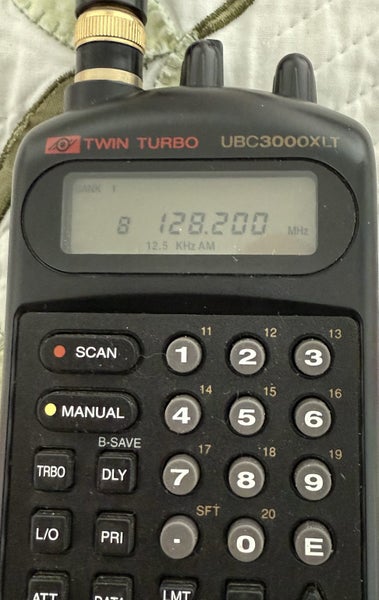 TWIN TURBO UBC3000XLT
BANK 1
8 128.200 MHz
12.5 KHz AM
SCAN 1 11 2 12 3 13
MANUAL 4 14 5 15 6 16
B-SAVE
TRBO DLY 7 17 8 18 9 19
L/O PRI . SFT 0 20 E
ATT DATA LMT